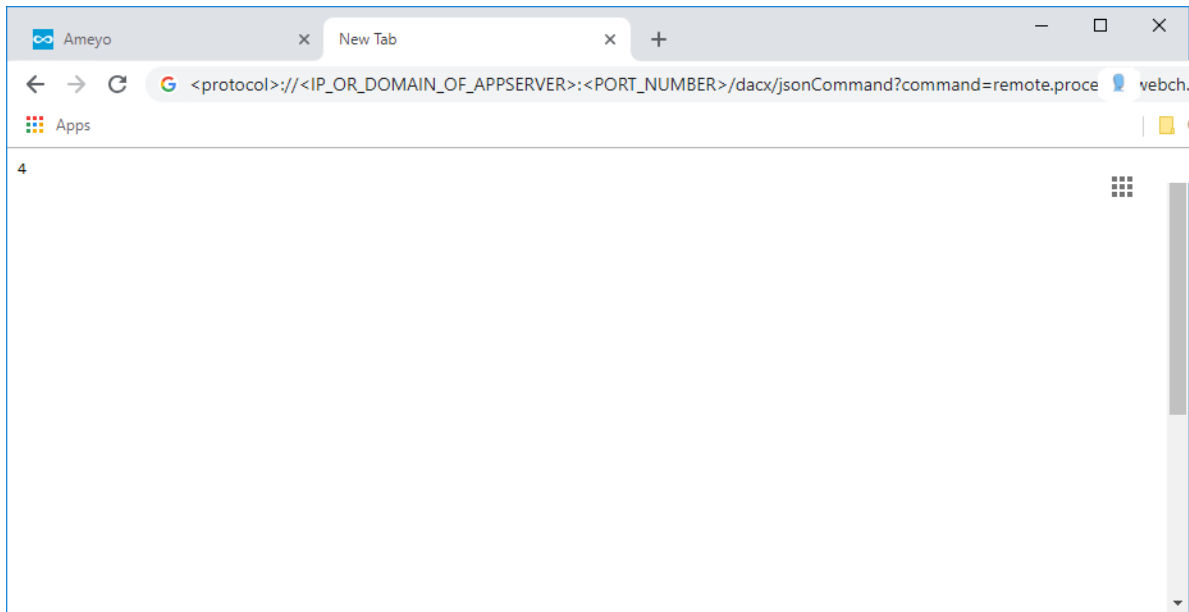 Ameyo
New Tab
<protocol>://<IP_OR_DOMAIN_OF_APPSERVER>:<PORT_NUMBER>/dacx/jsonCommand?command=remote.proce webch.
Apps
4